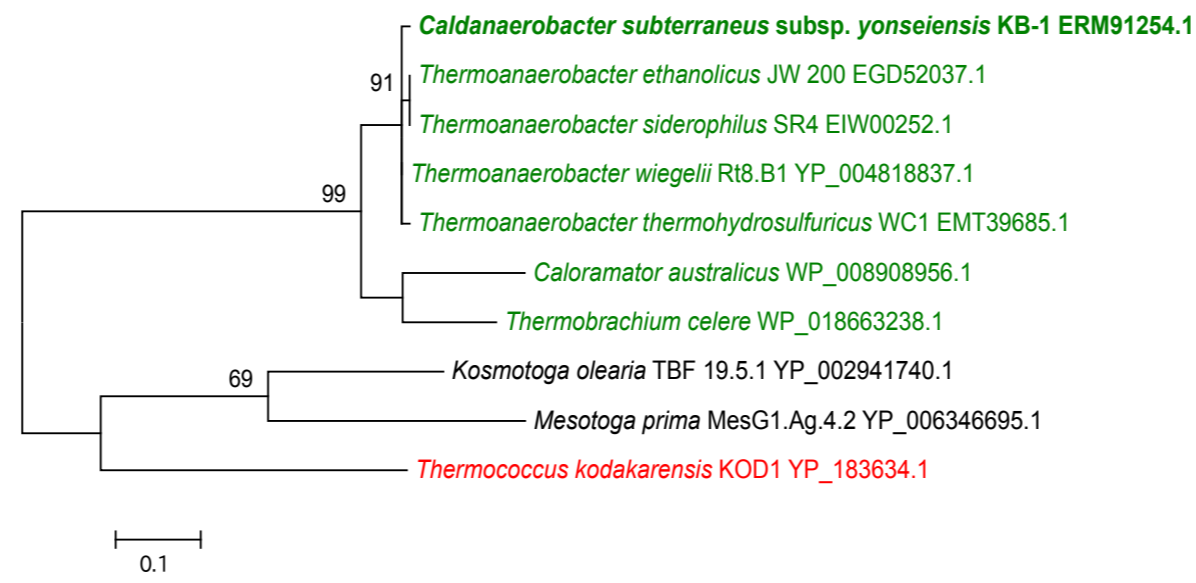 Caldanaerobacter subterraneus subsp. yonseiensis KB-1 ERM91254.1
91
Thermoanaerobacter ethanolicus JW 200 EGD52037.1
Thermoanaerobacter siderophilus SR4 EIW00252.1
Thermoanaerobacter wiegelii Rt8.B1 YP_004818837.1
99
Thermoanaerobacter thermohydrosulfuricus WC1 EMT39685.1
Caloramator australicus WP_008908956.1
Thermobrachium celere WP_018663238.1
Kosmotoga olearia TBF 19.5.1 YP_002941740.1
69
Mesotoga prima MesG1.Ag.4.2 YP_006346695.1
Thermococcus kodakarensis KOD1 YP_183634.1
0.1